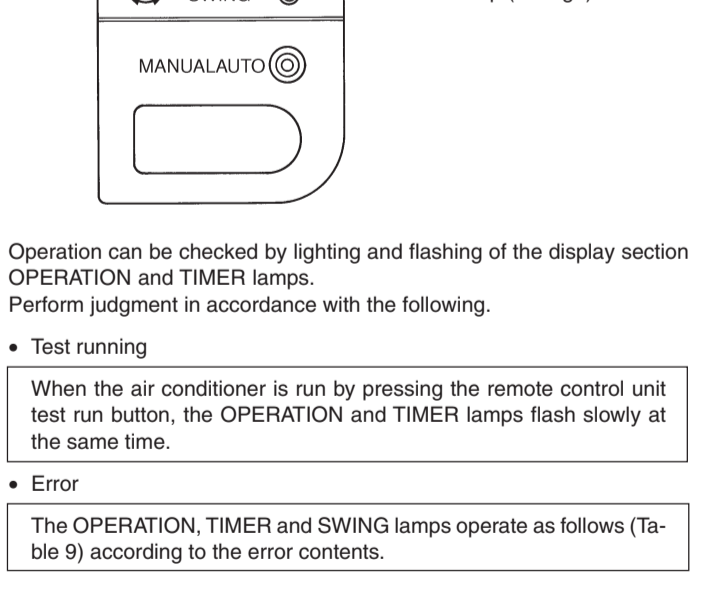 MANUALAUTO
Operation can be checked by lighting and flashing of the display section
OPERATION and TIMER lamps.
Perform judgment in accordance with the following.
• Test running
When the air conditioner is run by pressing the remote control unit
test run button, the OPERATION and TIMER lamps flash slowly at
the same time.
• Error
The OPERATION, TIMER and SWING lamps operate as follows (Ta-
ble 9) according to the error contents.